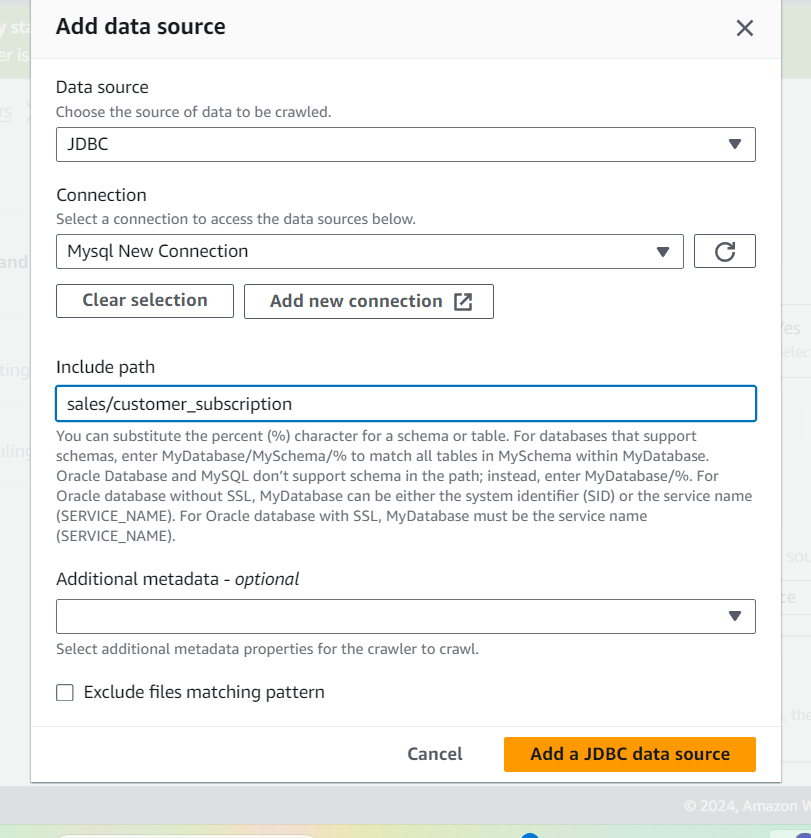 Add data source
Data source
Choose the source of data to be crawled.
JDBC
Connection
Select a connection to access the data sources below.
Mysql New Connection
Clear selection
Add new connection
Include path
sales/customer_subscription
You can substitute the percent (%) character for a schema or table. For databases that support
schemas, enter MyDatabase/MySchema/% to match all tables in MySchema within MyDatabase.
Oracle Database and MySQL don't support schema in the path; instead, enter MyDatabase/%. For
Oracle database without SSL, MyDatabase can be either the system identifier (SID) or the service name
(SERVICE_NAME). For Oracle database with SSL, MyDatabase must be the service name
(SERVICE_NAME).
Additional metadata - optional
Select additional metadata properties for the crawler to crawl.
Exclude files matching pattern
Cancel
Add a JDBC data source
© 2024, Amazon